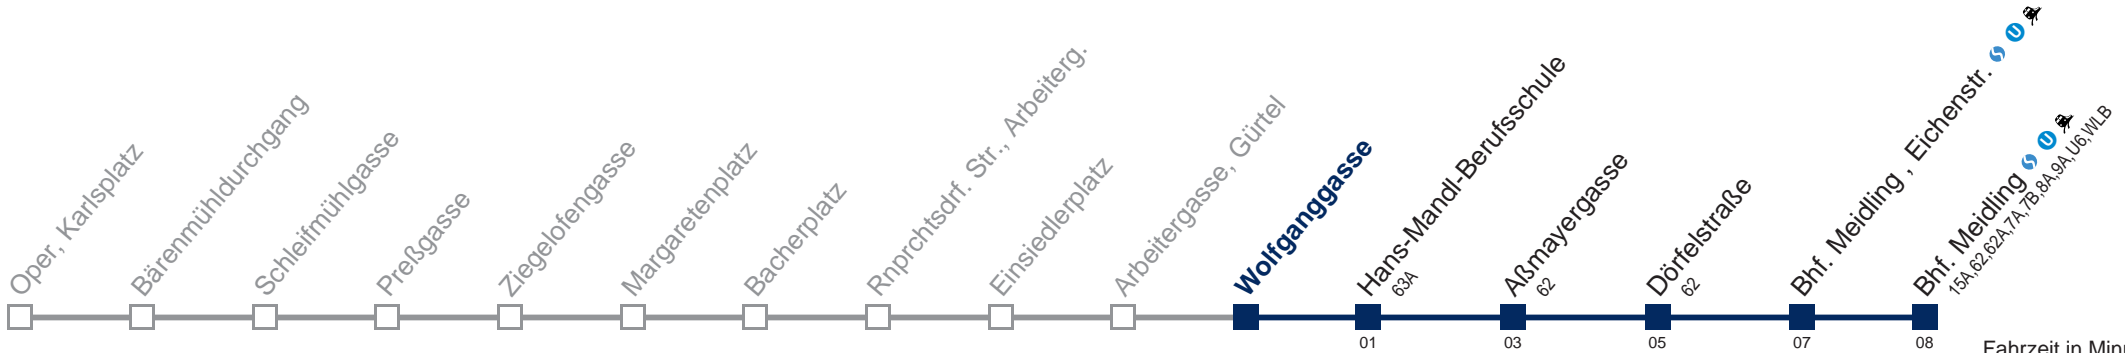 Oper, Karlsplatz
Bärenmühldurchgang
Schleifmühlgasse
Preßgasse
Ziegelofengasse
Margaretenplatz
Bacherplatz
Rnprchtsdrf. Str., Arbeiterg.
Einsiedlerplatz
Arbeitergasse, Gürtel
Wolfganggasse
Hans-Mandl-Berufsschule
63A
Aßmayergasse
62
Dörfelstraße
62
Bhf. Meidling , Eichenstr. S U
Bhf. Meidling S U
15A,62,62A,7A,7B,8A,9A,U6,WLB
01 03 05 07 08
Fahrzeit in